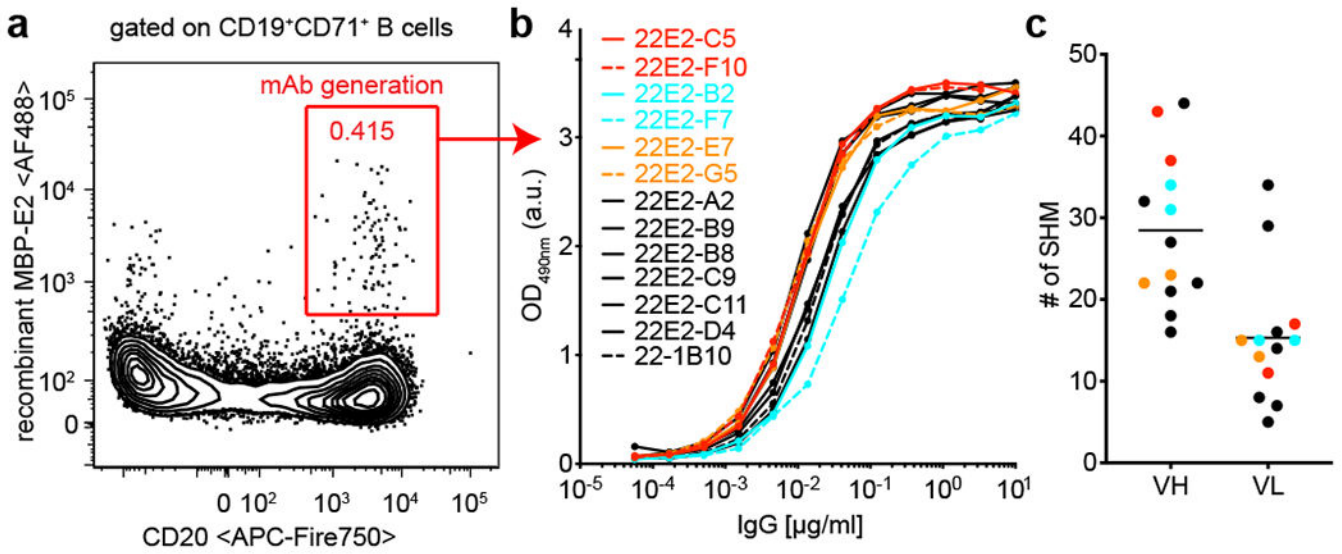 a
gated on CD19⁺CD71⁺ B cells
recombinant MBP-E2 <AF488>
10⁵
10⁴
10³
10²
0
mAb generation
0.415
0 10² 10³ 10⁴ 10⁵
CD20 <APC-Fire750>
b
OD490nm (a.u.)
4
3
2
1
0
22E2-C5
22E2-F10
22E2-B2
22E2-F7
22E2-E7
22E2-G5
22E2-A2
22E2-B9
22E2-B8
22E2-C9
22E2-C11
22E2-D4
22-1B10
10⁻⁵ 10⁻⁴ 10⁻³ 10⁻² 10⁻¹ 10⁰ 10¹
IgG [µg/ml]
c
# of SHM
50
40
30
20
10
0
VH VL